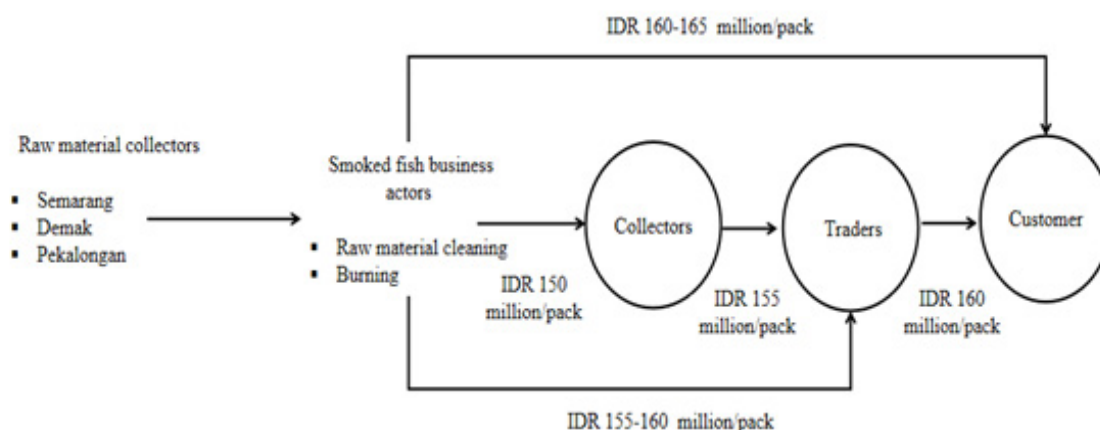 IDR 160-165 million/pack
Raw material collectors
▪ Semarang
▪ Demak
▪ Pekalongan
Smoked fish business
actors
▪ Raw material cleaning
▪ Burning
Collectors
Traders
Customer
IDR 150
million/pack
IDR 155
million/pack
IDR 160
million/pack
IDR 155-160 million/pack